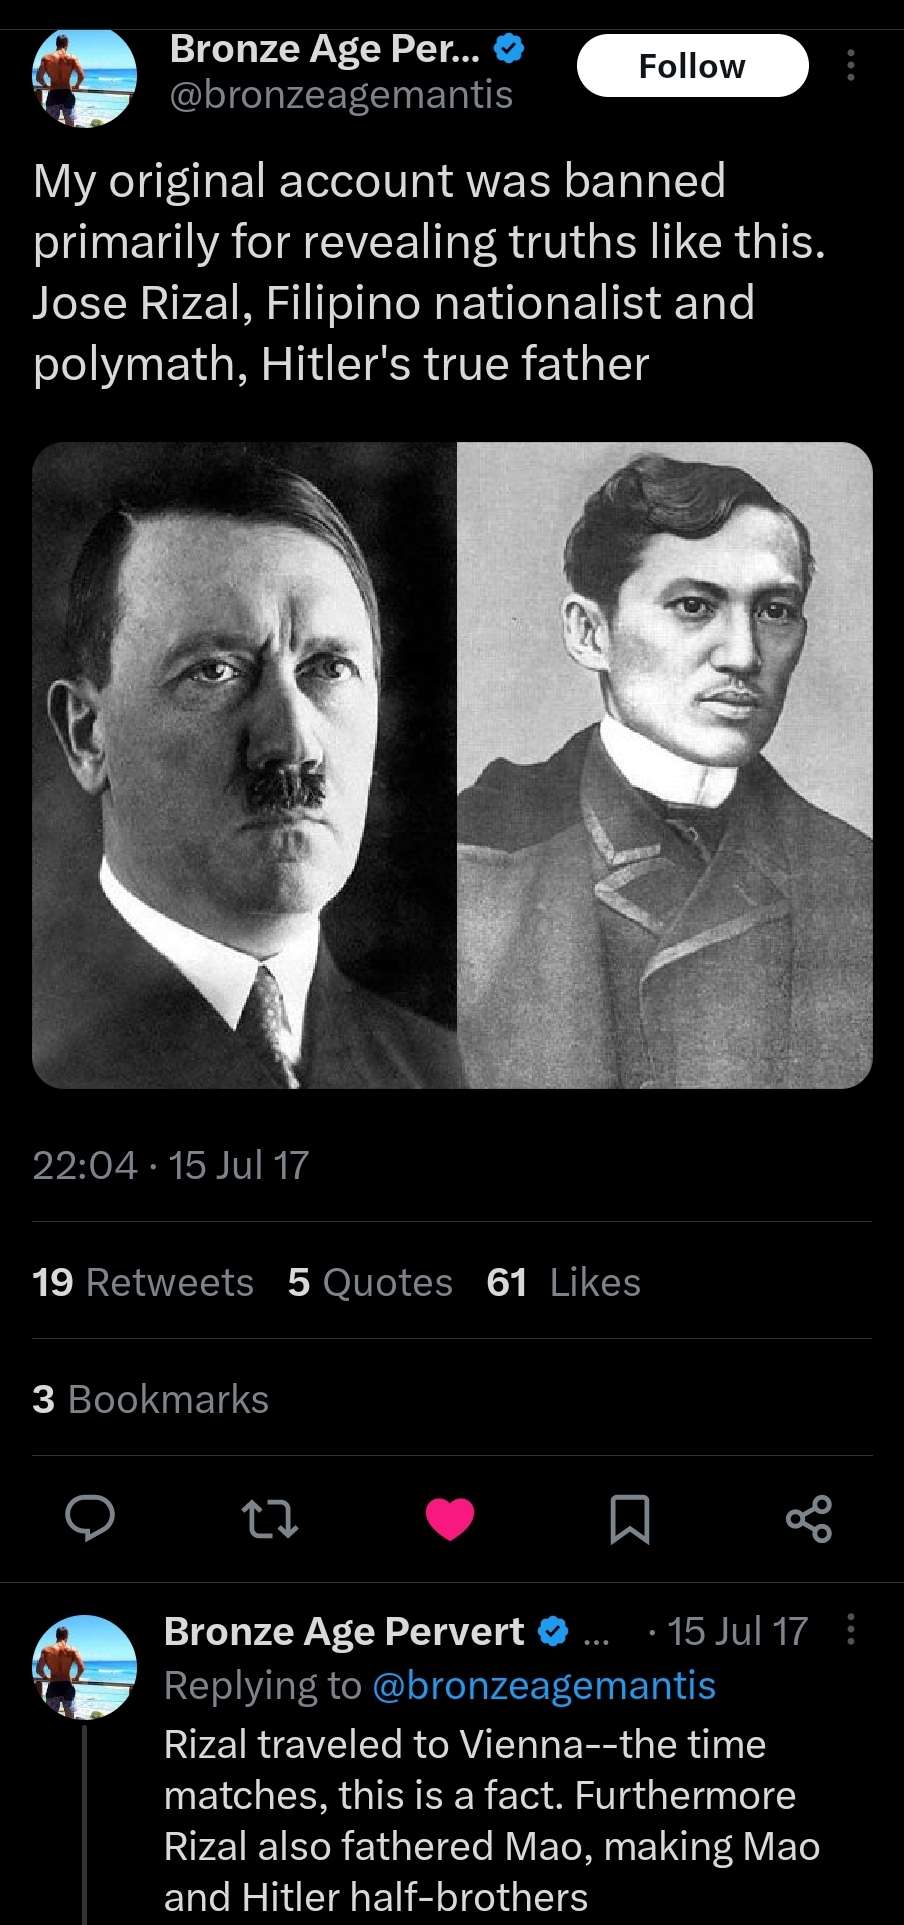 Bronze Age Per...
Follow
@bronzeagemantis
My original account was banned
primarily for revealing truths like this.
Jose Rizal, Filipino nationalist and
polymath, Hitler's true father
22:04 · 15 Jul 17
19 Retweets 5 Quotes 61 Likes
3 Bookmarks
Bronze Age Pervert ... · 15 Jul 17
Replying to @bronzeagemantis
Rizal traveled to Vienna--the time
matches, this is a fact. Furthermore
Rizal also fathered Mao, making Mao
and Hitler half-brothers